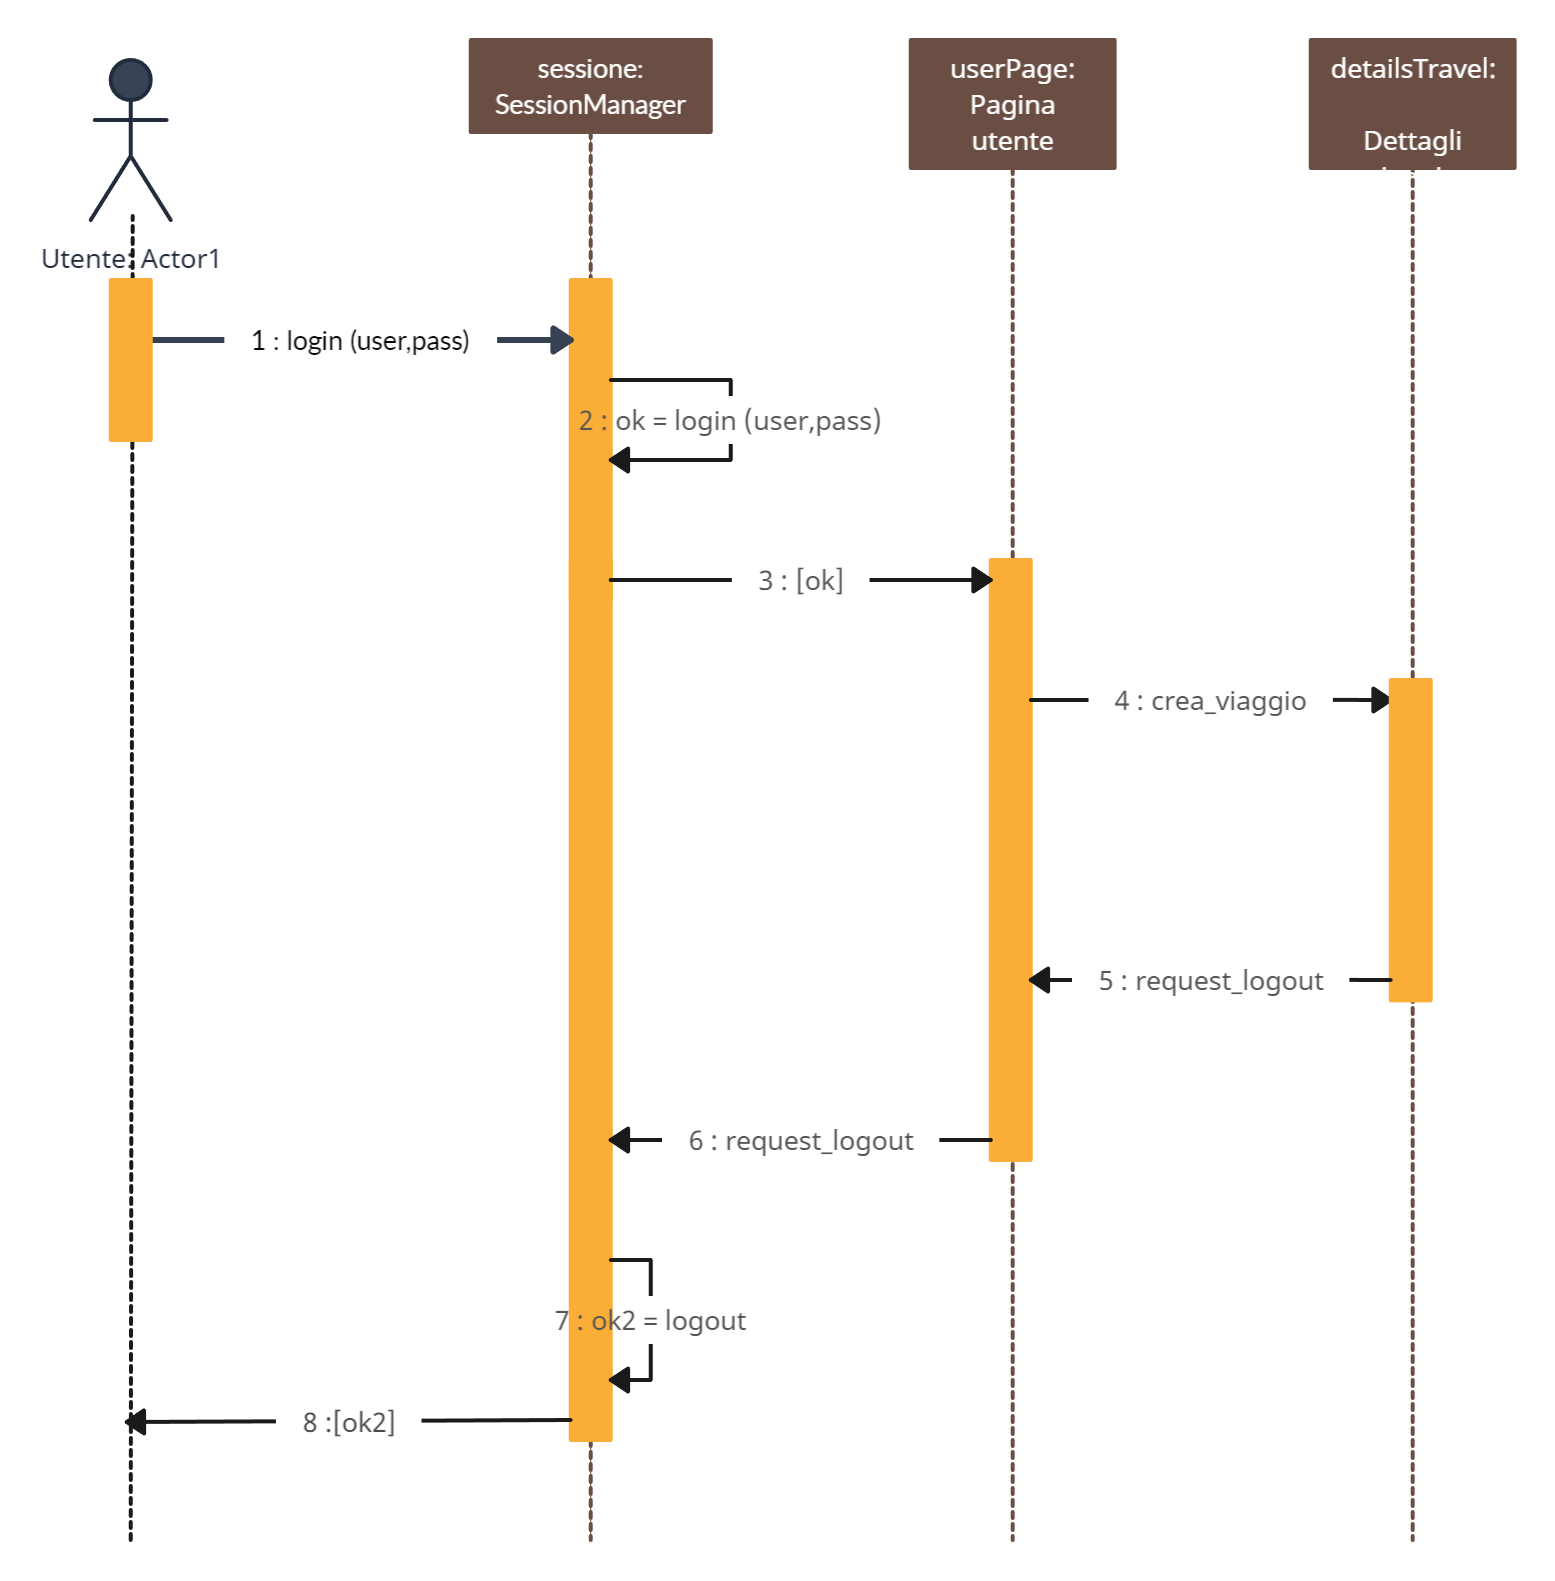 sessione:
SessionManager
userPage:
Pagina
utente
detailsTravel:
Dettagli
Utente: Actor1
1 : login (user,pass)
2 : ok = login (user,pass)
3 : [ok]
4 : crea_viaggio
5 : request_logout
6 : request_logout
7 : ok2 = logout
8 :[ok2]